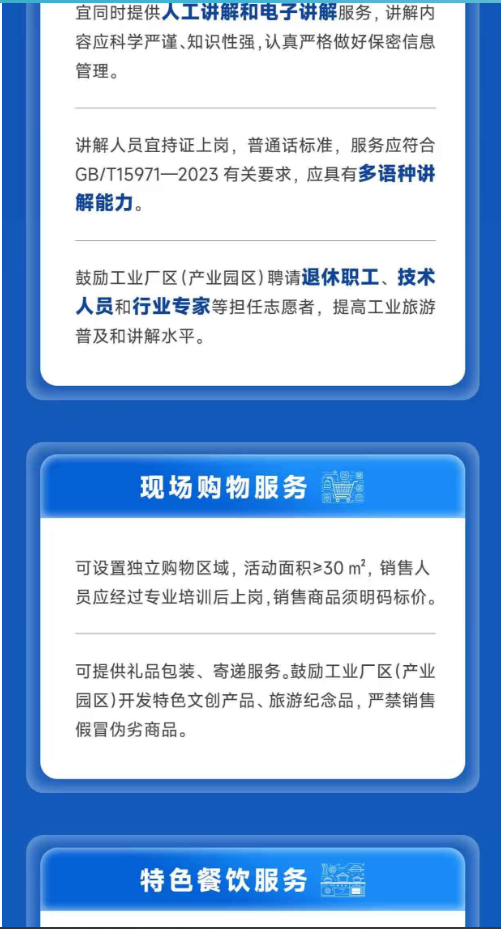 宜同时提供人工讲解和电子讲解服务，讲解内
容应科学严谨、知识性强,认真严格做好保密信息
管理。
讲解人员宜持证上岗，普通话标准，服务应符合
GB/T15971—2023 有关要求，应具有多语种讲
解能力。
鼓励工业厂区(产业园区)聘请退休职工、技术
人员和行业专家等担任志愿者，提高工业旅游
普及和讲解水平。
现场购物服务
可设置独立购物区域，活动面积≥30 ㎡，销售人
员应经过专业培训后上岗,销售商品须明码标价。
可提供礼品包装、寄递服务。鼓励工业厂区(产业
园区)开发特色文创产品、旅游纪念品，严禁销售
假冒伪劣商品。
特色餐饮服务